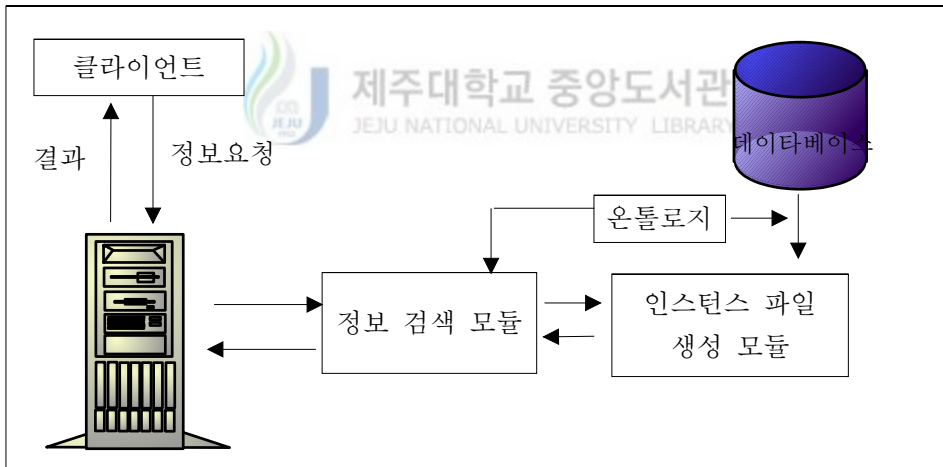 클라이언트
제주대학교 중앙도서관
JEJU NATIONAL UNIVERSITY LIBRARY
JEJU
1952
데이타베이스
결과
정보요청
온톨로지
정보 검색 모듈
인스턴스 파일
생성 모듈